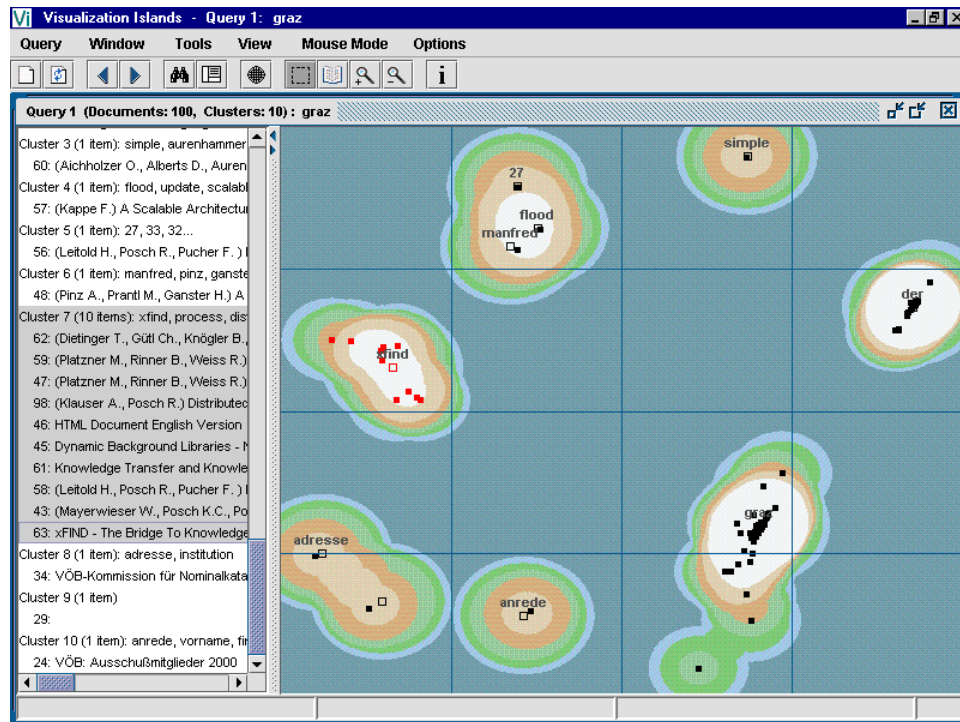 Vi Visualization Islands - Query 1: graz
Query Window Tools View Mouse Mode Options
i
Query 1 (Documents: 100, Clusters: 10) : graz
Cluster 3 (1 item): simple, aurenhammer
60: (Aichholzer O., Alberts D., Auren
Cluster 4 (1 item): flood, update, scalabl
57: (Kappe F.) A Scalable Architectur
Cluster 5 (1 item): 27, 33, 32...
56: (Leitold H., Posch R., Pucher F. ) I
Cluster 6 (1 item): manfred, pinz, ganste
48: (Pinz A., Prantl M., Ganster H.) A
Cluster 7 (10 items): xfind, process, dis
62: (Dietinger T., Gütl Ch., Knögler B.,
59: (Platzner M., Rinner B., Weiss R.)
47: (Platzner M., Rinner B., Weiss R.)
98: (Klauser A., Posch R.) Distributed
46: HTML Document English Version
45: Dynamic Background Libraries - N
61: Knowledge Transfer and Knowle
58: (Leitold H., Posch R., Pucher F. ) I
43: (Mayerwieser W., Posch K.C., Po
63: xFIND - The Bridge To Knowledge
Cluster 8 (1 item): adresse, institution
34: VÖB-Kommission für Nominalkata
Cluster 9 (1 item)
29:
Cluster 10 (1 item): anrede, vorname, fir
24: VÖB: Ausschußmitglieder 2000
simple
27
flood
manfred
der
xfind
graz
adresse
anrede